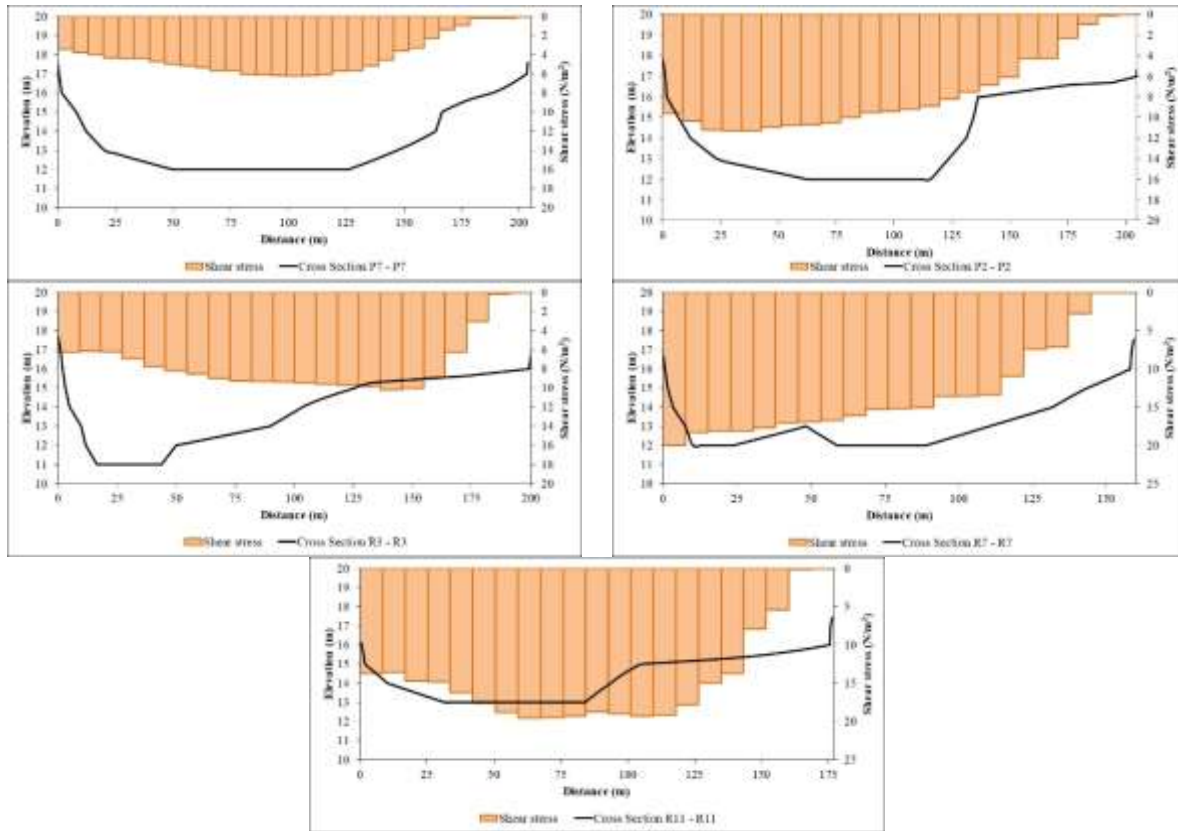 20 19 18 17 16 15 14 13 12 11 10
Elevation (m)
0 2 4 6 8 10 12 14 16 18 20
Shear stress (N/m²)
0 25 50 75 100 125 150 175 200
Distance (m)
Shear stress Cross Section P7 - P7
20 19 18 17 16 15 14 13 12 11 10
Elevation (m)
0 2 4 6 8 10 12 14 16 18 20
Shear stress (N/m²)
0 25 50 75 100 125 150 175 200
Distance (m)
Shear stress Cross Section P2 - P2
20 19 18 17 16 15 14 13 12 11 10
Elevation (m)
0 2 4 6 8 10 12 14 16 18 20
Shear stress (N/m²)
0 25 50 75 100 125 150 175 200
Distance (m)
Shear stress Cross Section R3 - R3
20 19 18 17 16 15 14 13 12 11 10
Elevation (m)
0 5 10 15 20 25
Shear stress (N/m²)
0 25 50 75 100 125 150
Distance (m)
Shear stress Cross Section R7 - R7
20 19 18 17 16 15 14 13 12 11 10
Elevation (m)
0 5 10 15 20 25
Shear stress (N/m²)
0 25 50 75 100 125 150 175
Distance (m)
Shear stress Cross Section R11 - R11